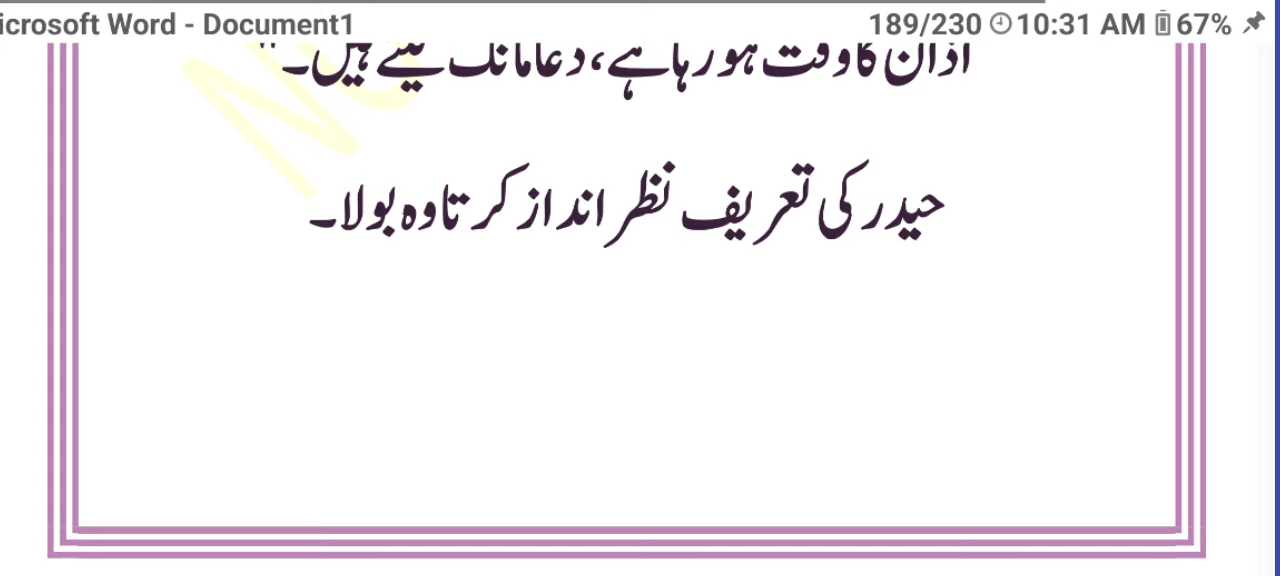 icrosoft Word - Document1 189/230 10:31 AM 67%
اذان کا وقت ہو رہا ہے، دعا مانگ لیتے ہیں۔"
حیدر کی تعریف نظر انداز کرتا وہ بولا۔